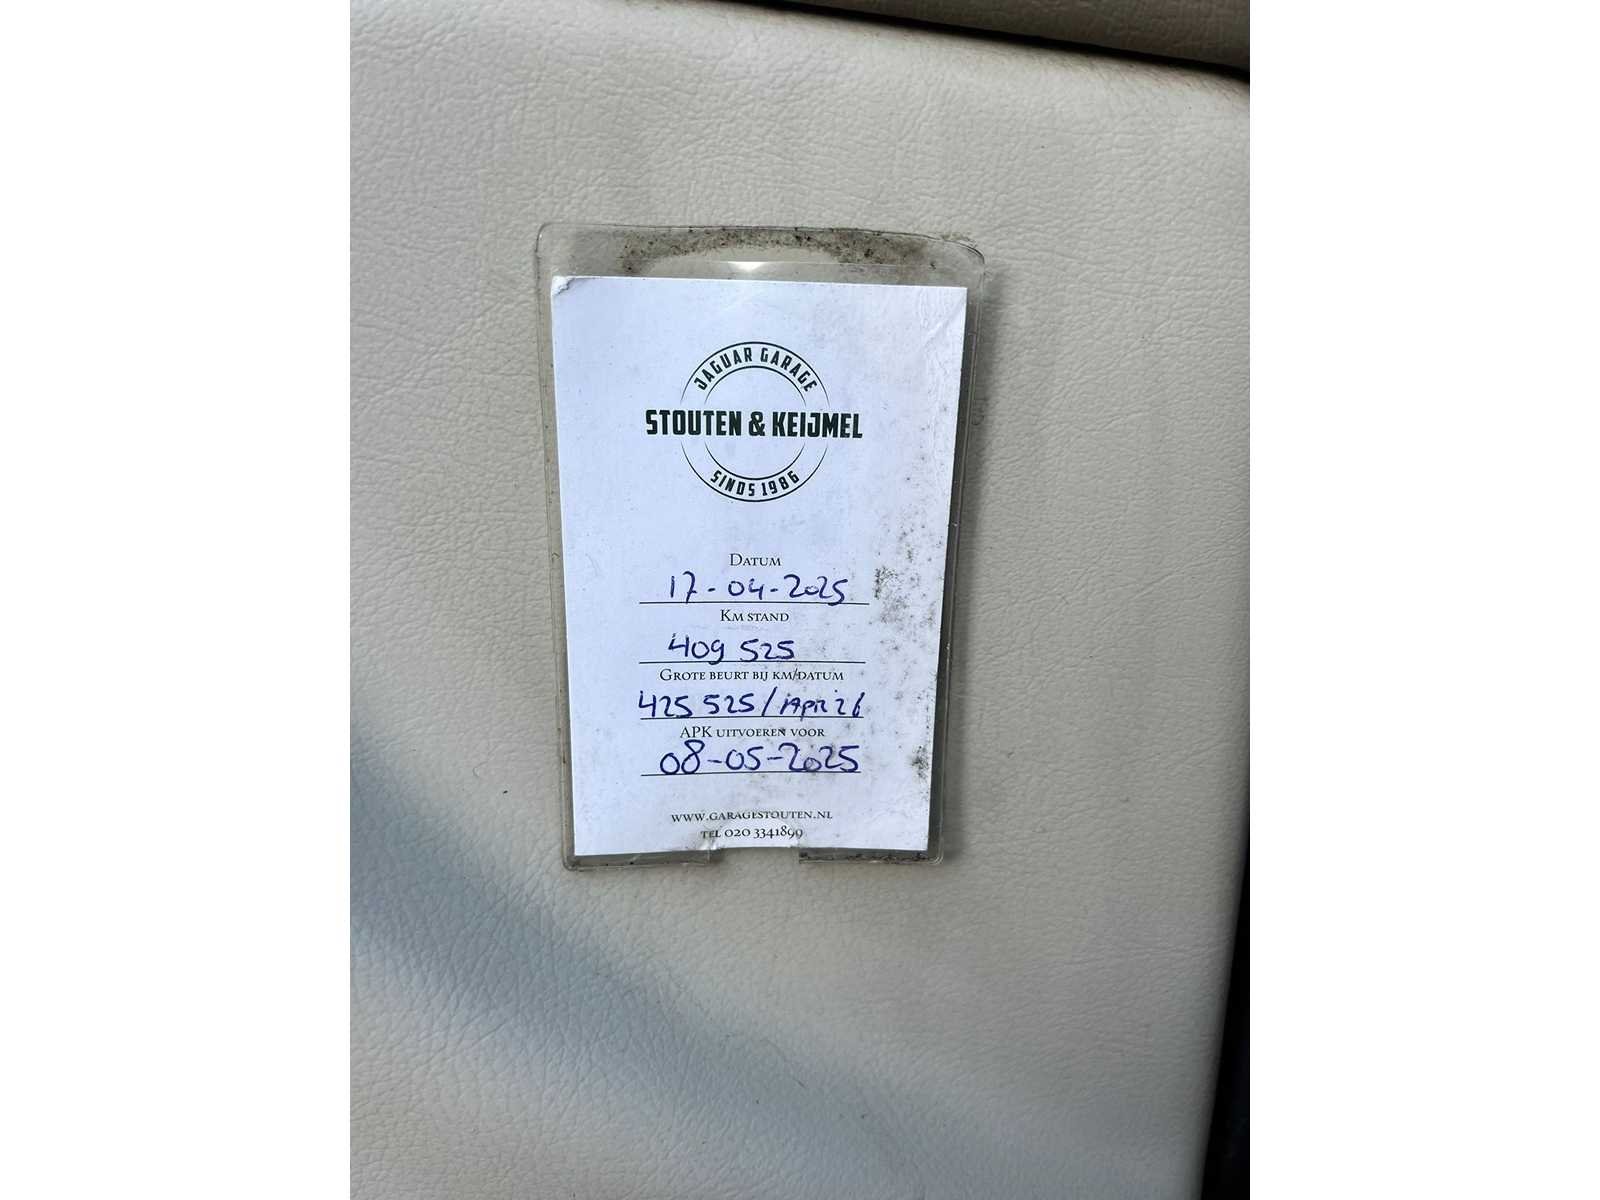 JAGUAR GARAGE
STOUTEN & KEIJMEL
SINDS 1986
DATUM
17-04-2025
KM STAND
409 525
GROTE BEURT BIJ KM/DATUM
425 525 / Apr 26
APK UITVOEREN VOOR
08-05-2025
WWW.GARAGESTOUTEN.NL
TEL 020 3341899